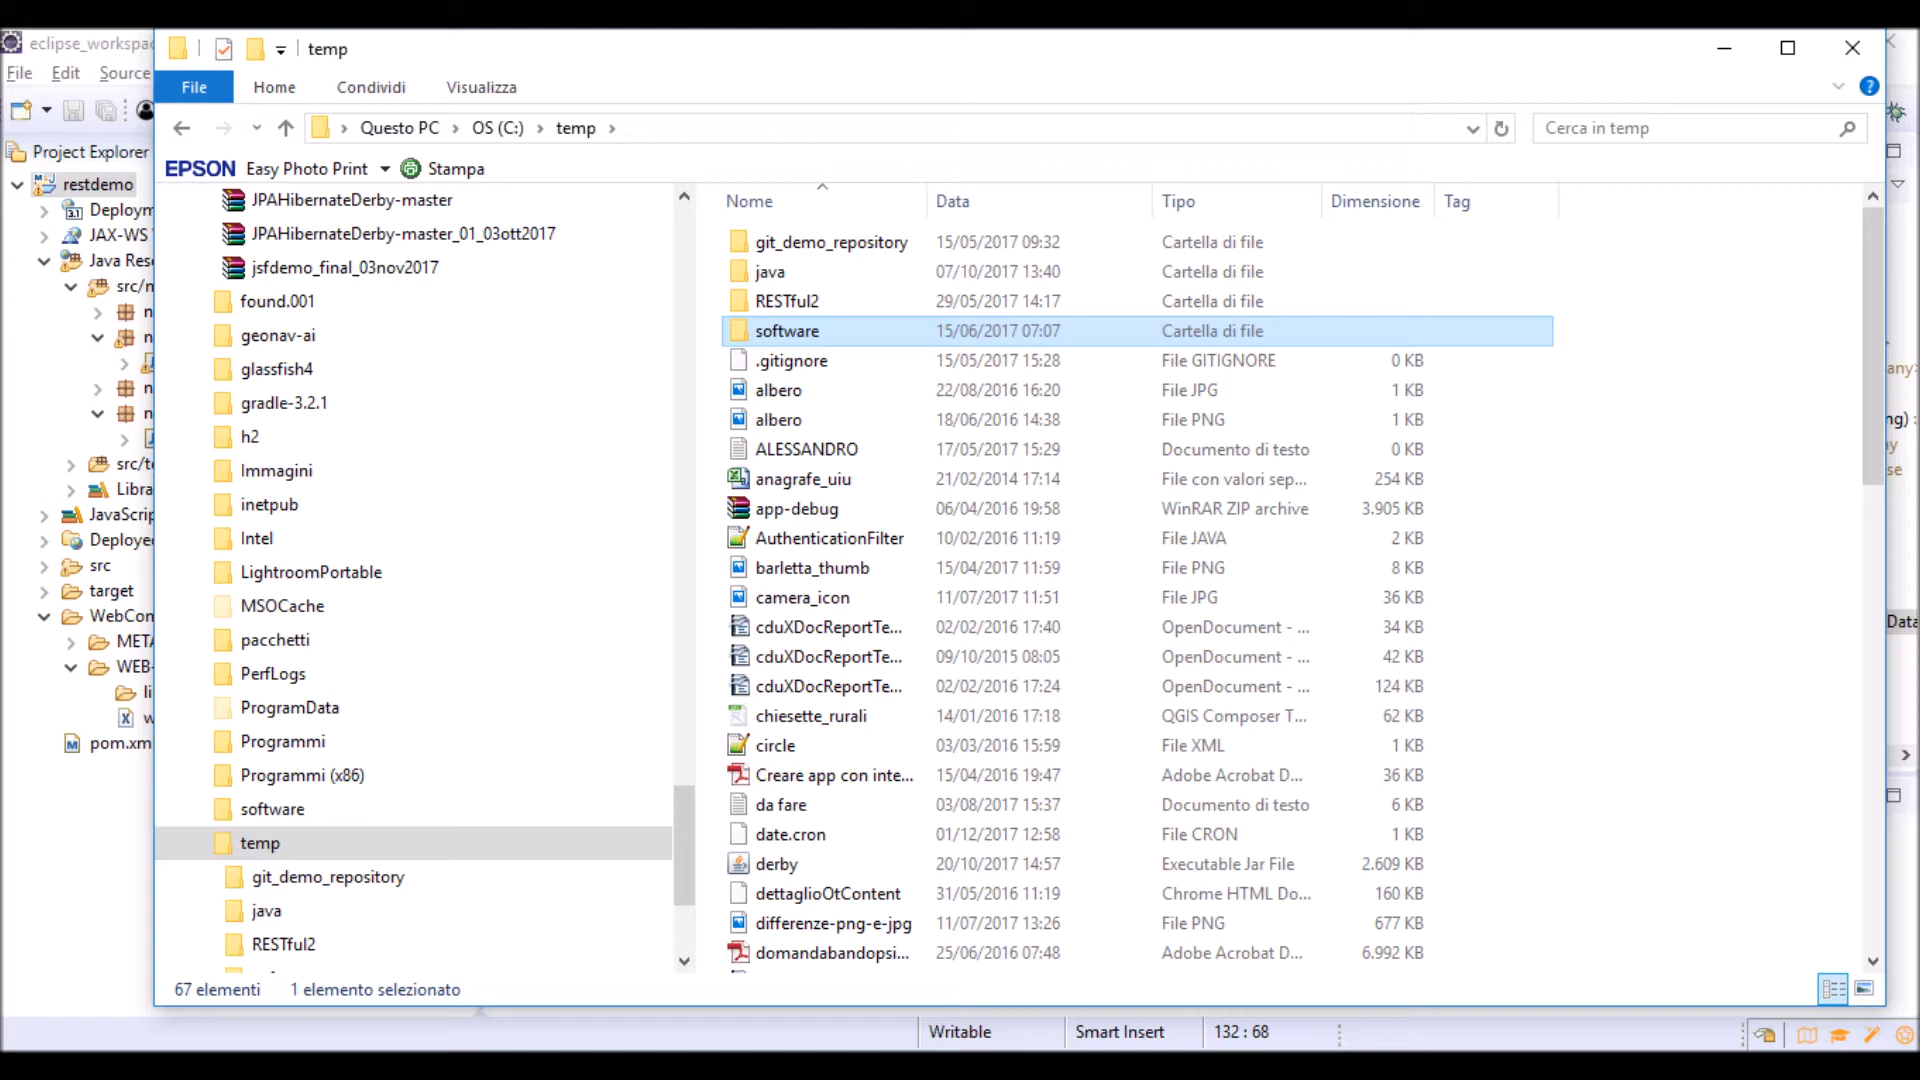 eclipse_workspac
File Edit Source
Project Explorer
restdemo
Deploym
JAX-WS
Java Res
src/m
src/te
Libra
JavaScrip
Deploye
src
target
WebCon
META
WEB-
li
w
pom.xm
temp
File Home Condividi Visualizza
Questo PC OS (C:) temp
Cerca in temp
EPSON Easy Photo Print Stampa
JPAHibernateDerby-master
JPAHibernateDerby-master_01_03ott2017
jsfdemo_final_03nov2017
found.001
geonav-ai
glassfish4
gradle-3.2.1
h2
Immagini
inetpub
Intel
LightroomPortable
MSOCache
pacchetti
PerfLogs
ProgramData
Programmi
Programmi (x86)
software
temp
git_demo_repository
java
RESTful2
Nome Data Tipo Dimensione Tag
git_demo_repository 15/05/2017 09:32 Cartella di file
java 07/10/2017 13:40 Cartella di file
RESTful2 29/05/2017 14:17 Cartella di file
software 15/06/2017 07:07 Cartella di file
.gitignore 15/05/2017 15:28 File GITIGNORE 0 KB
albero 22/08/2016 16:20 File JPG 1 KB
albero 18/06/2016 14:38 File PNG 1 KB
ALESSANDRO 17/05/2017 15:29 Documento di testo 0 KB
anagrafe_uiu 21/02/2014 17:14 File con valori sep... 254 KB
app-debug 06/04/2016 19:58 WinRAR ZIP archive 3.905 KB
AuthenticationFilter 10/02/2016 11:19 File JAVA 2 KB
barletta_thumb 15/04/2017 11:59 File PNG 8 KB
camera_icon 11/07/2017 11:51 File JPG 36 KB
cduXDocReportTe... 02/02/2016 17:40 OpenDocument - ... 34 KB
cduXDocReportTe... 09/10/2015 08:05 OpenDocument - ... 42 KB
cduXDocReportTe... 02/02/2016 17:24 OpenDocument - ... 124 KB
chiesette_rurali 14/01/2016 17:18 QGIS Composer T... 62 KB
circle 03/03/2016 15:59 File XML 1 KB
Creare app con inte... 15/04/2016 19:47 Adobe Acrobat D... 36 KB
da fare 03/08/2017 15:37 Documento di testo 6 KB
date.cron 01/12/2017 12:58 File CRON 1 KB
derby 20/10/2017 14:57 Executable Jar File 2.609 KB
dettaglioOtContent 31/05/2016 11:19 Chrome HTML Do... 160 KB
differenze-png-e-jpg 11/07/2017 13:26 File PNG 677 KB
domandabandopsi... 25/06/2016 07:48 Adobe Acrobat D... 6.992 KB
67 elementi 1 elemento selezionato
any>
ng) :
y
se
Data
Writable Smart Insert 132 : 68